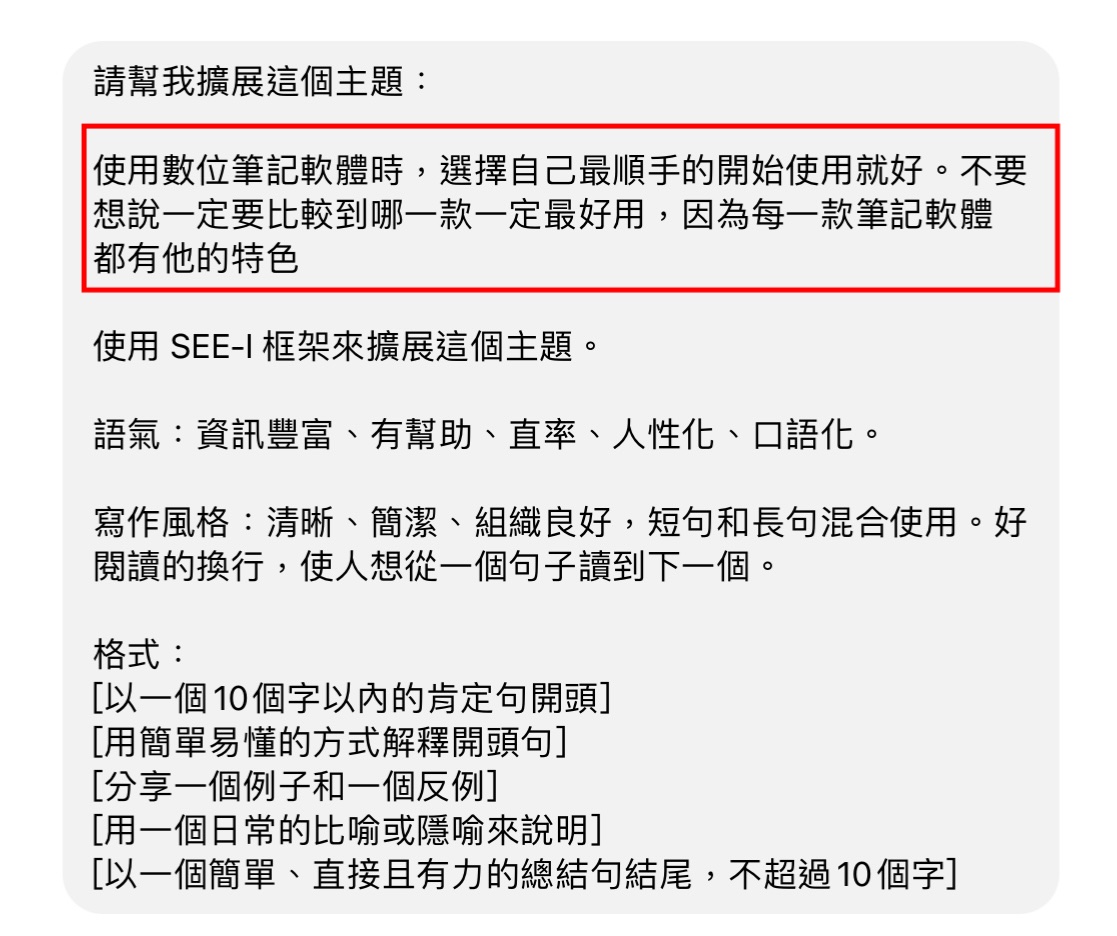 請幫我擴展這個主題：
使用數位筆記軟體時，選擇自己最順手的開始使用就好。不要
想說一定要比較到哪一款一定最好用，因為每一款筆記軟體
都有他的特色
使用 SEE-I 框架來擴展這個主題。
語氣：資訊豐富、有幫助、直率、人性化、口語化。
寫作風格：清晰、簡潔、組織良好，短句和長句混合使用。好
閱讀的換行，使人想從一個句子讀到下一個。
格式：
[以一個10個字以內的肯定句開頭]
[用簡單易懂的方式解釋開頭句]
[分享一個例子和一個反例]
[用一個日常的比喻或隱喻來說明]
[以一個簡單、直接且有力的總結句結尾，不超過10個字]